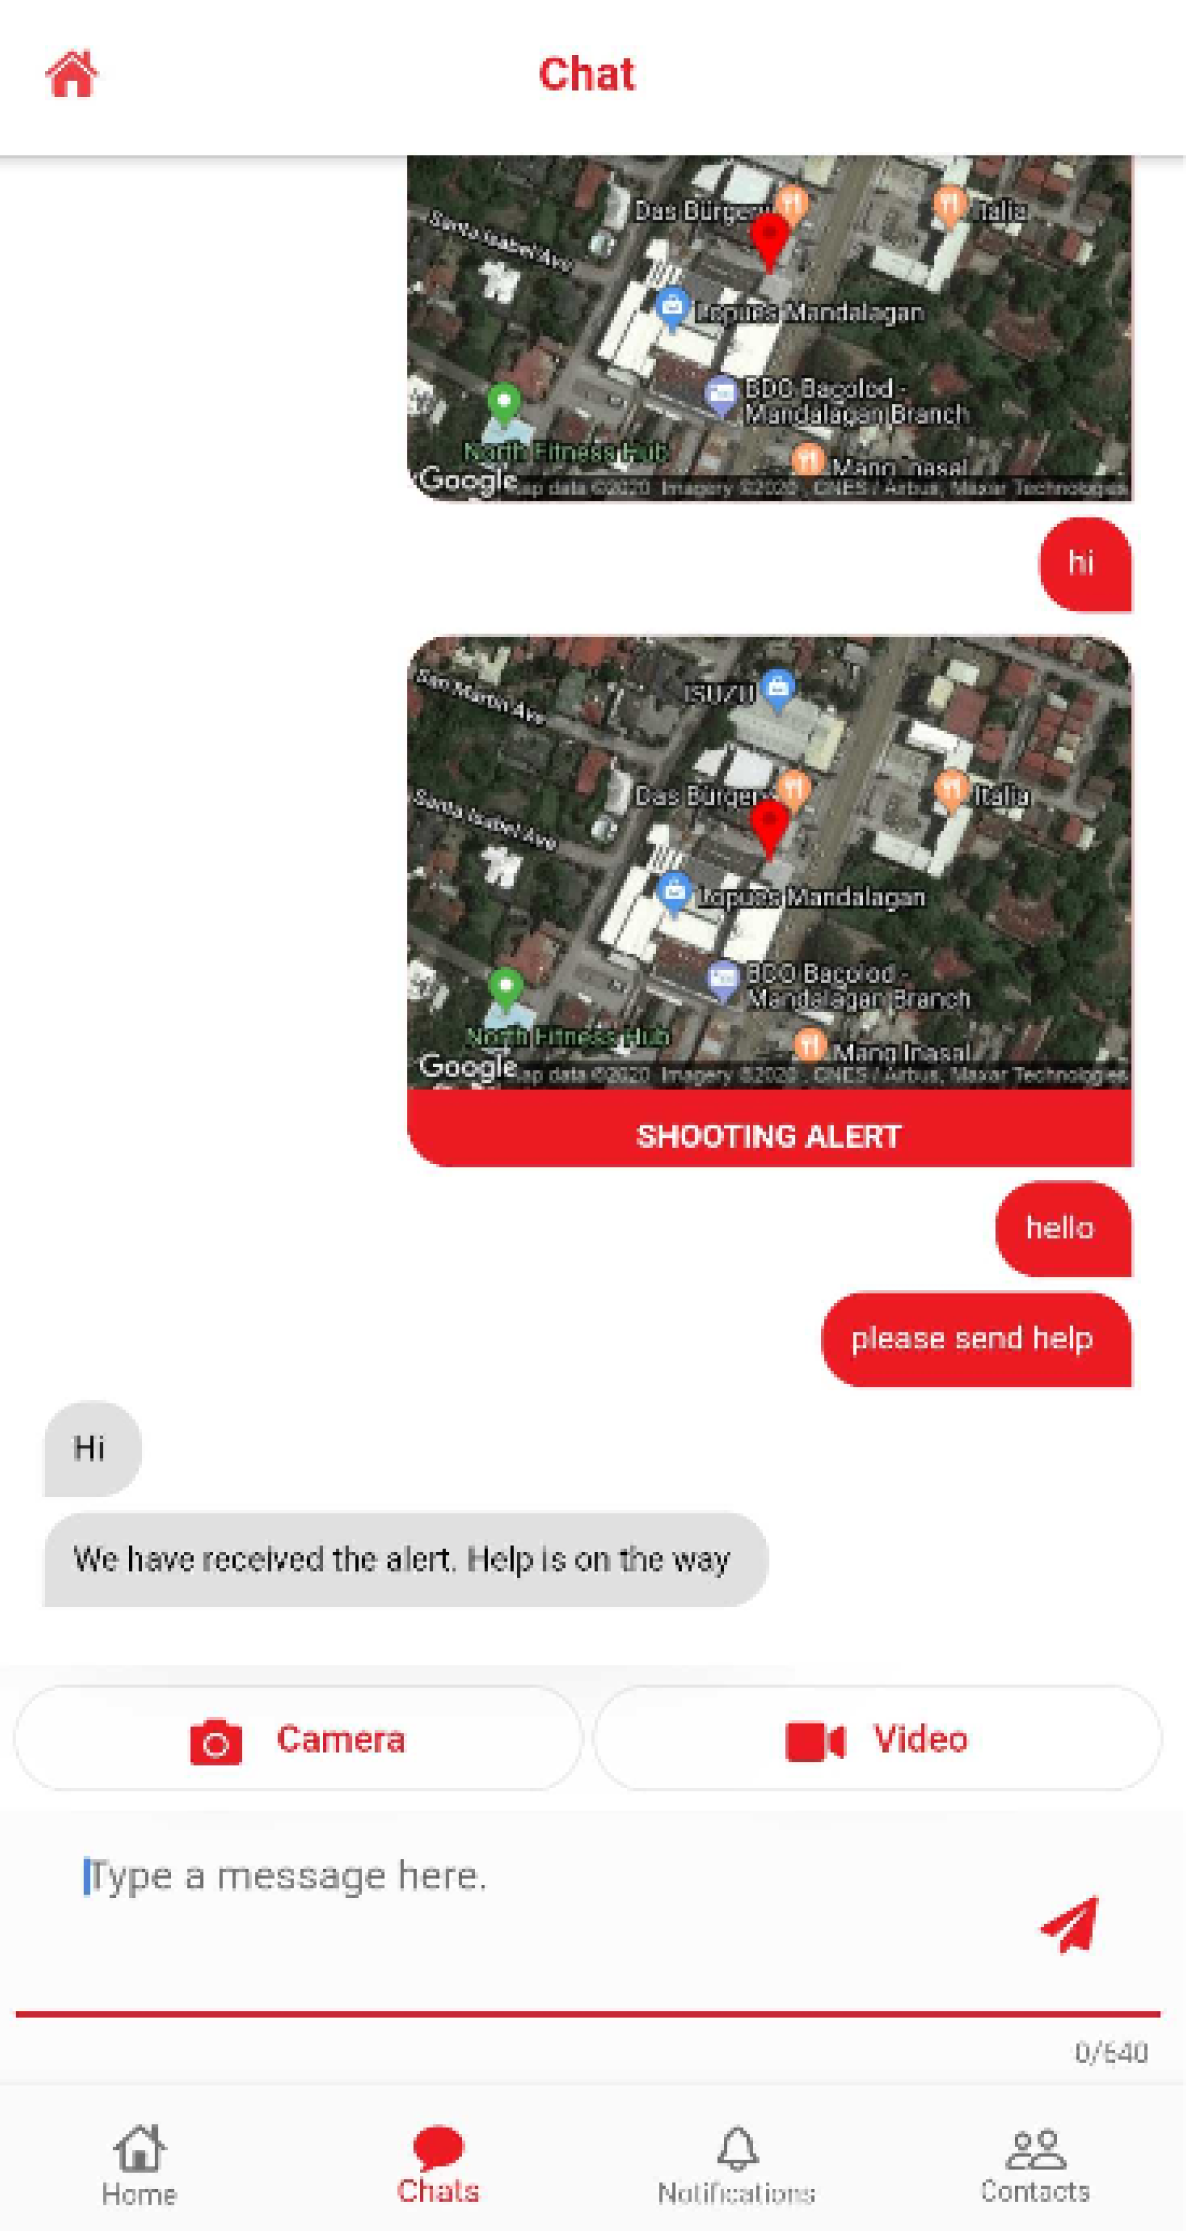 Chat
Das Bürgery
Italia
Santa Isabel Ave
Lopues Mandalagan
BDO Bacolod -
Mandalagan Branch
North Fitness Hub
Mang Inasal
Google
Map data ©2020 Imagery ©2020 , CNES / Airbus, Maxar Technologies
hi
San Martin Ave
ISUZU
Das Bürgery
Italia
Santa Isabel Ave
Lopues Mandalagan
BDO Bacolod -
Mandalagan Branch
North Fitness Hub
Mang Inasal
Google
Map data ©2020 Imagery ©2020 , CNES / Airbus, Maxar Technologies
SHOOTING ALERT
hello
please send help
Hi
We have received the alert. Help is on the way
Camera
Video
Type a message here.
0/640
Home
Chats
Notifications
Contacts